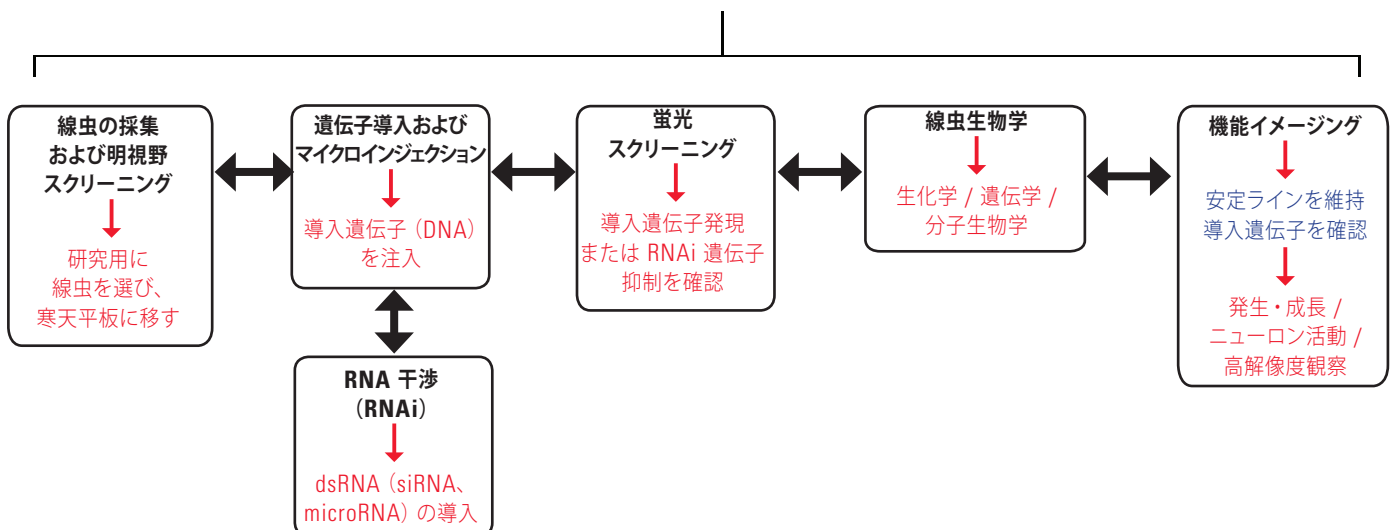 線虫の採集
および明視野
スクリーニング
研究用に
線虫を選び、
寒天平板に移す
遺伝子導入および
マイクロインジェクション
導入遺伝子（DNA）
を注入
RNA 干渉
（RNAi）
dsRNA（siRNA、
microRNA）の導入
蛍光
スクリーニング
導入遺伝子発現
または RNAi 遺伝子
抑制を確認
線虫生物学
生化学 / 遺伝学 /
分子生物学
機能イメージング
安定ラインを維持
導入遺伝子を確認
発生・成長 /
ニューロン活動 /
高解像度観察